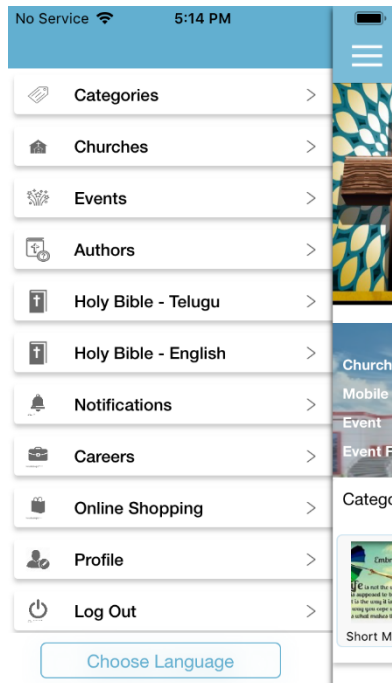 No Service 5:14 PM
Categories
Churches
Events
Authors
Holy Bible - Telugu
Holy Bible - English
Notifications
Careers
Online Shopping
Profile
Log Out
Choose Language
Church
Mobile
Event
Event F
Catego
Embr
Short M